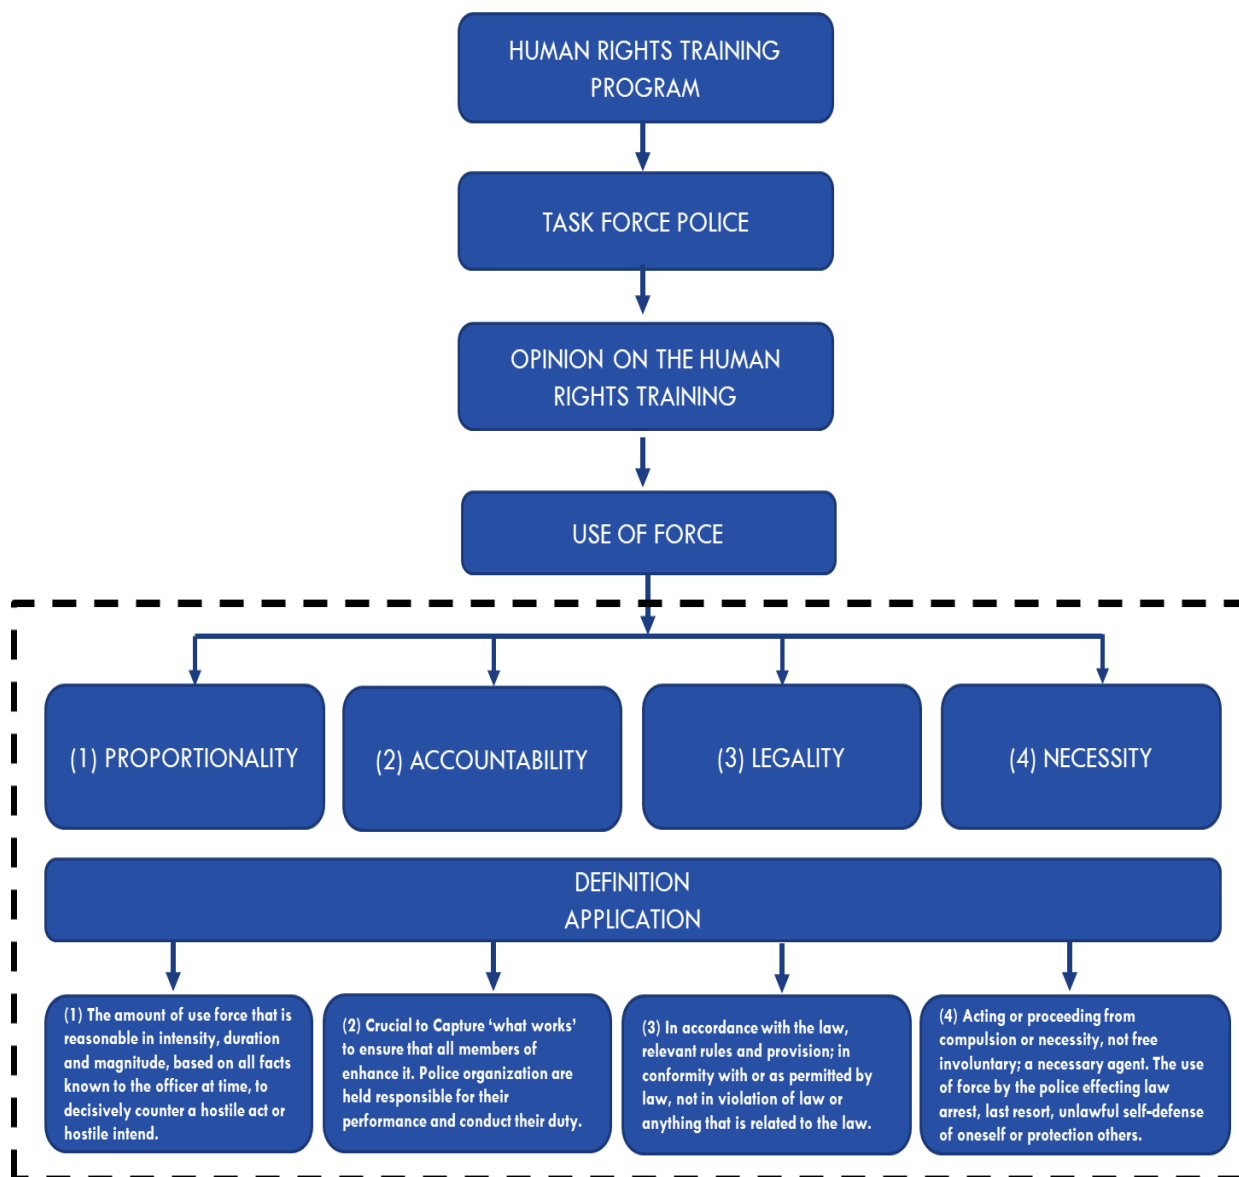 HUMAN RIGHTS TRAINING
PROGRAM
TASK FORCE POLICE
OPINION ON THE HUMAN
RIGHTS TRAINING
USE OF FORCE
(1) PROPORTIONALITY
(2) ACCOUNTABILITY
(3) LEGALITY
(4) NECESSITY
DEFINITION
APPLICATION
(1) The amount of use force that is
reasonable in intensity, duration
and magnitude, based on all facts
known to the officer at time, to
decisively counter a hostile act or
hostile intend.
(2) Crucial to Capture ‘what works’
to ensure that all members of
enhance it. Police organization are
held responsible for their
performance and conduct their duty.
(3) In accordance with the law,
relevant rules and provision; in
conformity with or as permitted by
law, not in violation of law or
anything that is related to the law.
(4) Acting or proceeding from
compulsion or necessity, not free
involuntary; a necessary agent. The use
of force by the police effecting law
arrest, last resort, unlawful self-defense
of oneself or protection others.